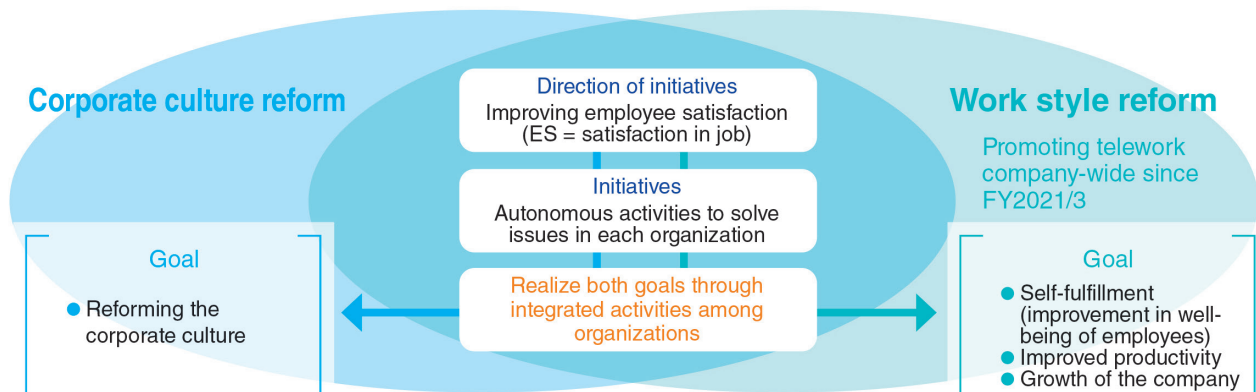 Corporate culture reform
Goal
● Reforming the
corporate culture
Direction of initiatives
Improving employee satisfaction
(ES = satisfaction in job)
Initiatives
Autonomous activities to solve
issues in each organization
Realize both goals through
integrated activities among
organizations
Work style reform
Promoting telework
company-wide since
FY2021/3
Goal
● Self-fulfillment
(improvement in well-
being of employees)
● Improved productivity
● Growth of the company